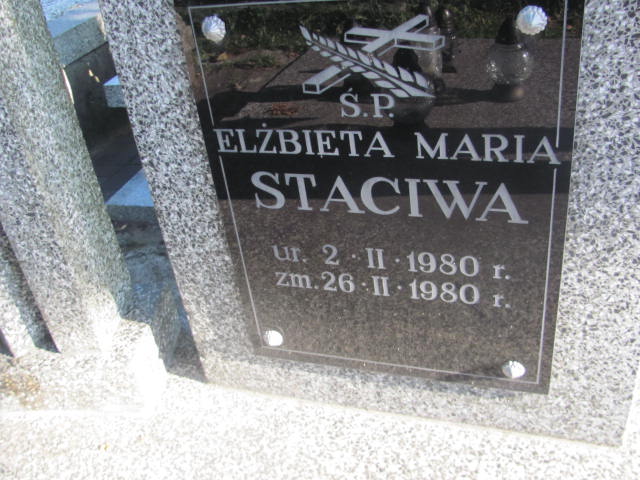 Ś.P.
ELŻBIETA MARIA
STACIWA
ur. 2·II·1980 r.
zm. 26·II·1980 r.